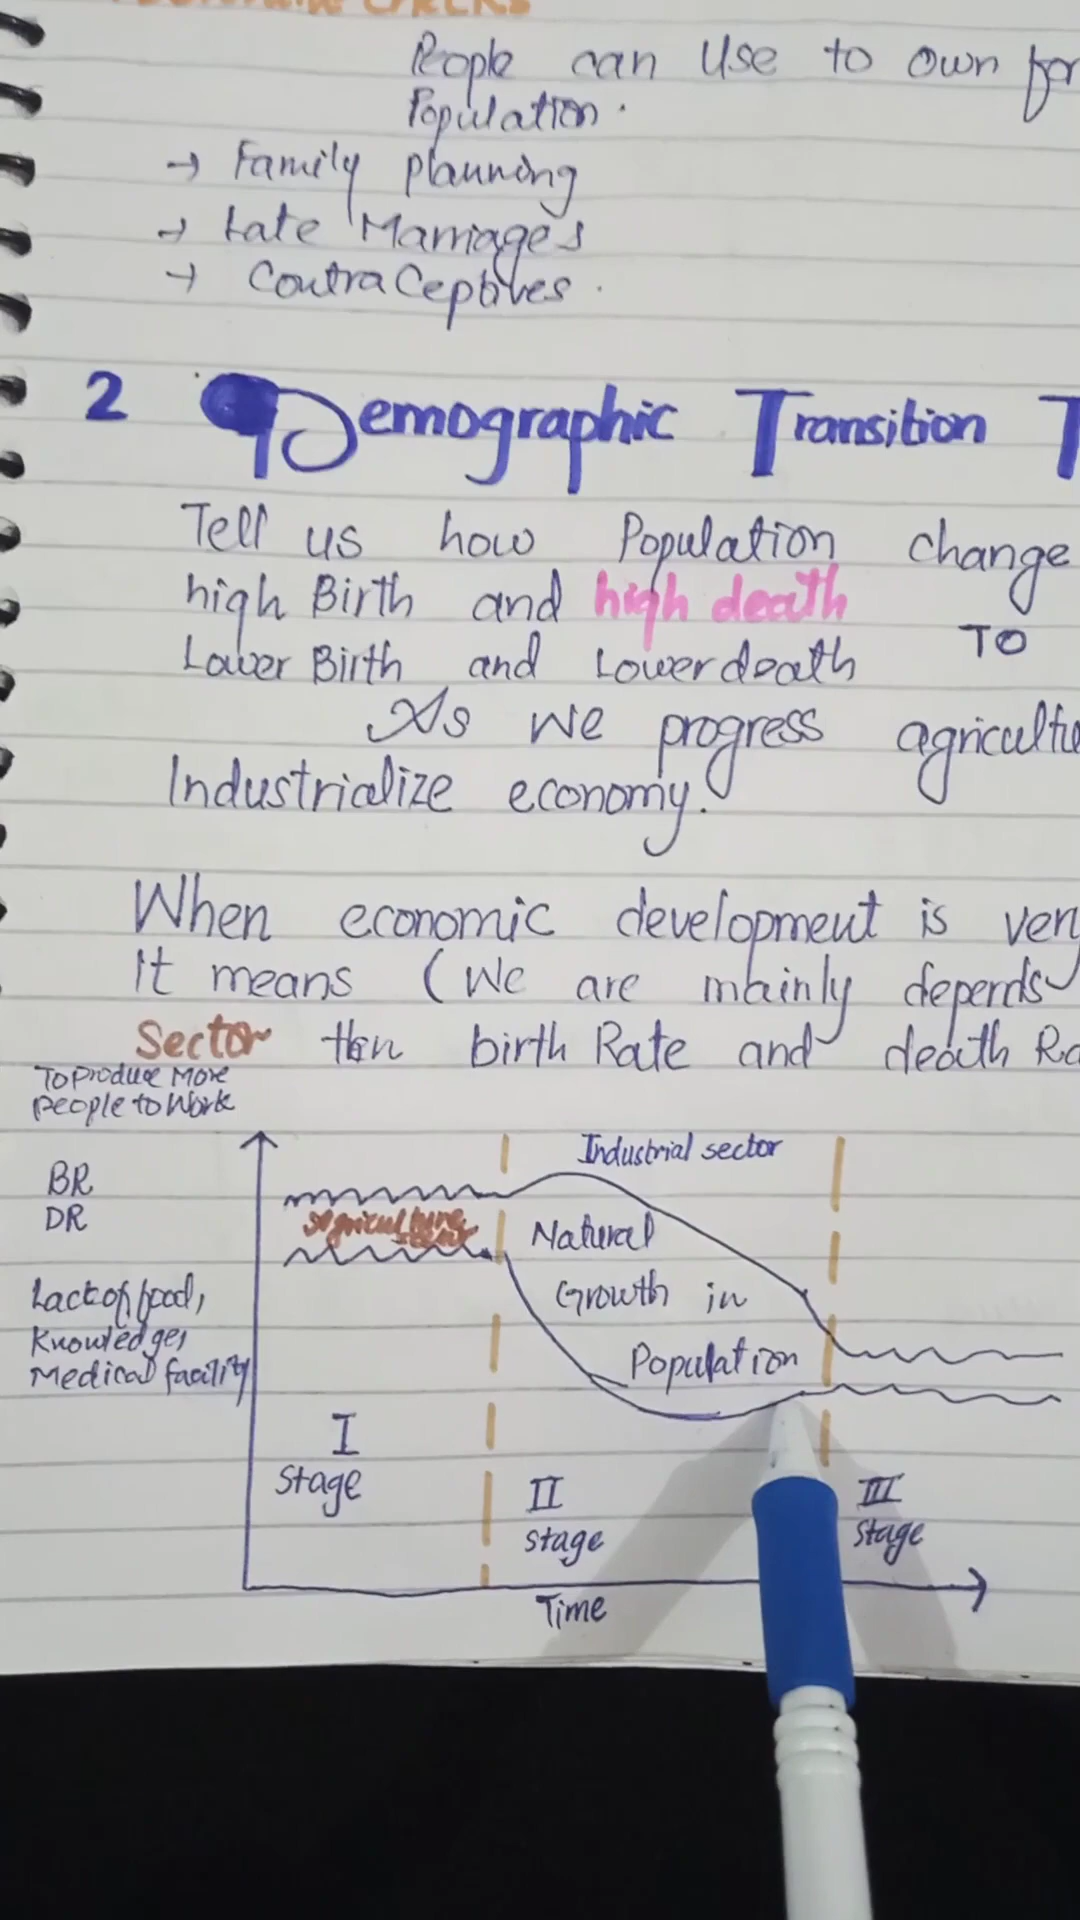 People can Use to Own for
Population.
→ Family planning
→ Late Marriages
→ ContraCeptives.
2 Demographic Transition T
Tell us how Population change
high Birth and high death TO
Lower Birth and Lower death
As We progress agricultu
Industrialize economy.
When economic development is very
It means (We are mainly depends
Sector then birth Rate and death Ra
To produce More
people to Work
Industrial sector
BR
DR
agriculture
Natural
Growth in
Population
Lack of food,
Knowledge,
Medical facility
I
Stage
II
Stage
III
Stage
Time